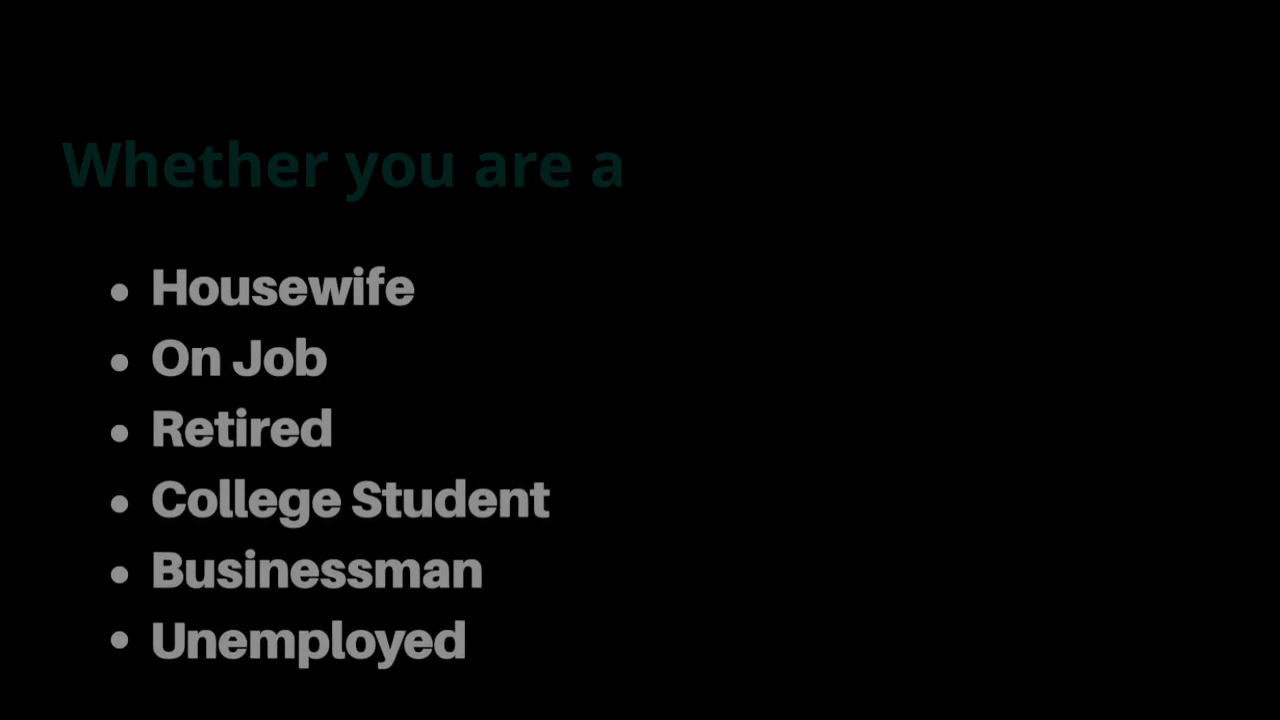 Whether you are a
• Housewife
• On Job
• Retired
• College Student
• Businessman
• Unemployed